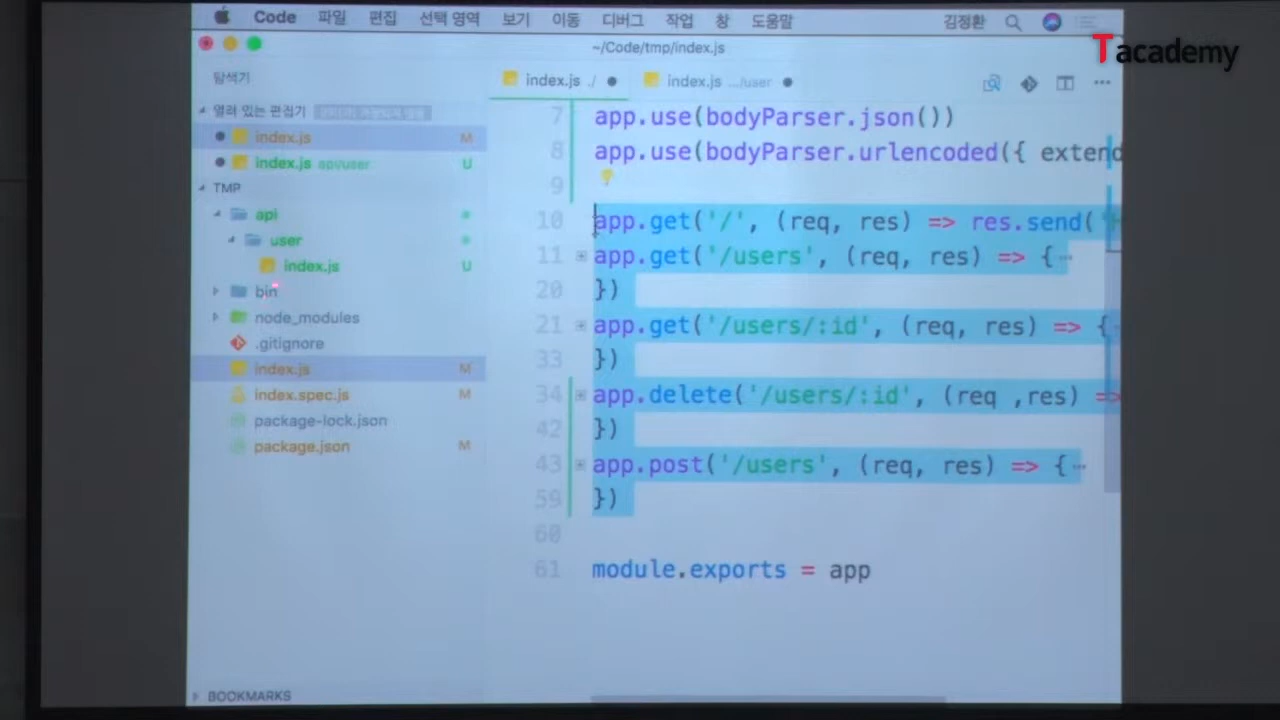 Code 파일 편집 선택 영역 보기 이동 디버그 작업 창 도움말 김정환
Tacademy
~/Code/tmp/index.js
탐색기
index.js ./
index.js .../user
열려 있는 편집기
index.js M
index.js api/user U
TMP
api
user
index.js U
bin
node_modules
.gitignore
index.js M
index.spec.js M
package-lock.json
package.json M
BOOKMARKS
7 app.use(bodyParser.json())
8 app.use(bodyParser.urlencoded({ extend
9
10 app.get('/', (req, res) => res.send('
11 app.get('/users', (req, res) => {
20 })
21 app.get('/users/:id', (req, res) => {
33 })
34 app.delete('/users/:id', (req ,res) =>
42 })
43 app.post('/users', (req, res) => {
59 })
60
61 module.exports = app